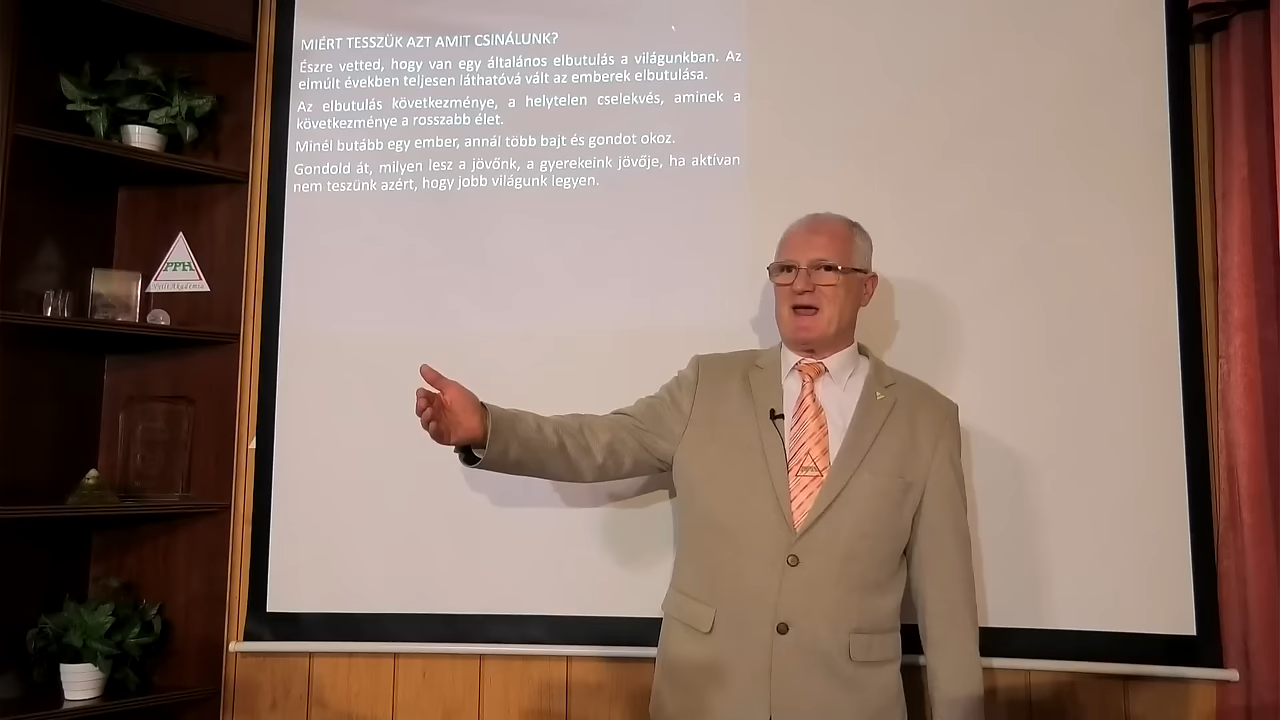 MIÉRT TESSZÜK AZT AMIT CSINÁLUNK?
Észre vetted, hogy van egy általános elbutulás a világunkban. Az
elmúlt években teljesen láthatóvá vált az emberek elbutulása.
Az elbutulás következménye, a helytelen cselekvés, aminek a
következménye a rosszabb élet.
Minél butább egy ember, annál több bajt és gondot okoz.
Gondold át, milyen lesz a jövőnk, a gyerekeink jövője, ha aktívan
nem teszünk azért, hogy jobb világunk legyen.
PPH
Nyílt Akadémia
PPH